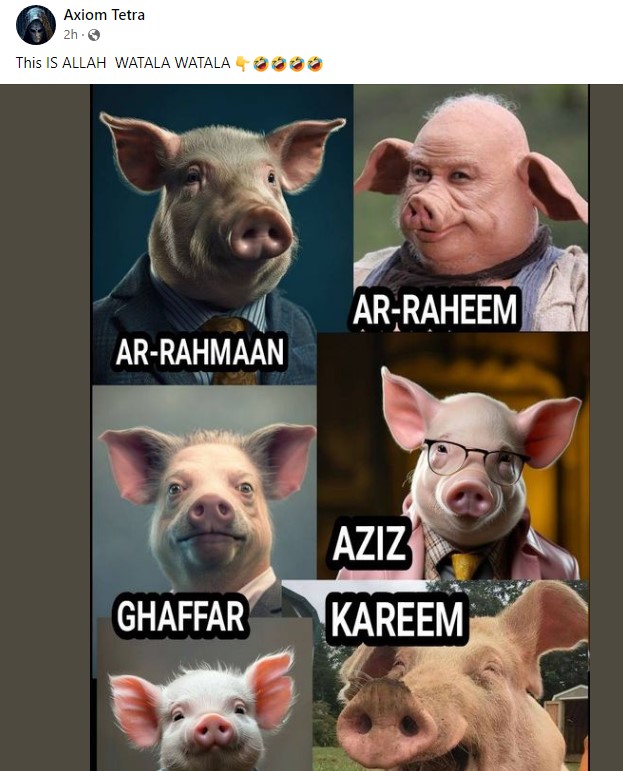 Axiom Tetra
2h ·
This IS ALLAH WATALA WATALA 👇🤣🤣🤣🤣
AR-RAHMAAN
AR-RAHEEM
GHAFFAR
AZIZ
KAREEM